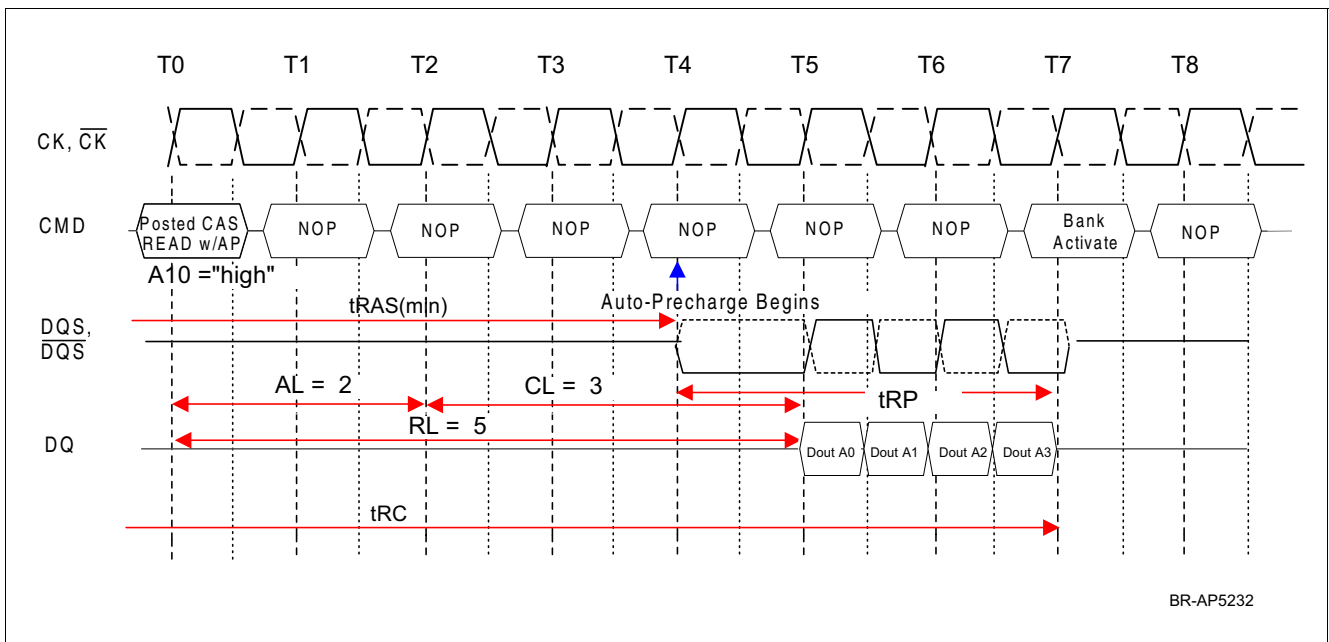 T0 T1 T2 T3 T4 T5 T6 T7 T8
CK, CK
CMD
Posted CAS
READ w/AP
NOP NOP NOP NOP NOP NOP
Bank
Activate
NOP
A10 ="high"
Auto-Precharge Begins
tRAS(mIn)
DQS,
DQS
AL = 2
CL = 3
tRP
RL = 5
DQ
Dout A0 Dout A1 Dout A2 Dout A3
tRC
BR-AP5232